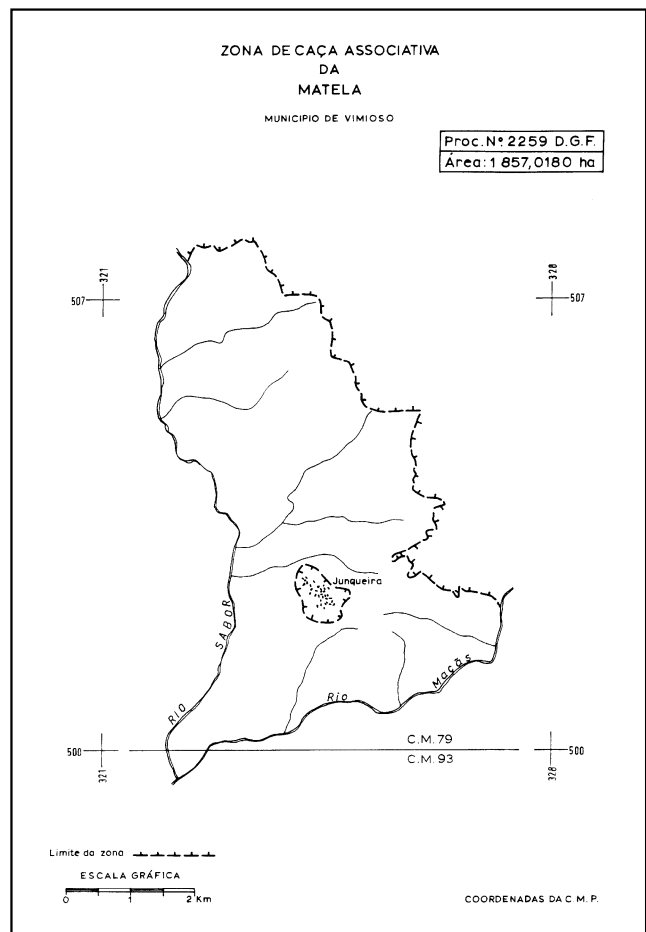 ZONA DE CAÇA ASSOCIATIVA
DA
MATELA
MUNICIPIO DE VIMIOSO
Proc. Nº 2259 D.G.F.
Área: 1 857,0180 ha
321
328
507
507
Junqueira
RIO SABOR
Rio Maçãs
C.M. 79
500
500
C.M. 93
321
328
Limite da zona
ESCALA GRÁFICA
0 1 2 Km
COORDENADAS DA C. M. P.